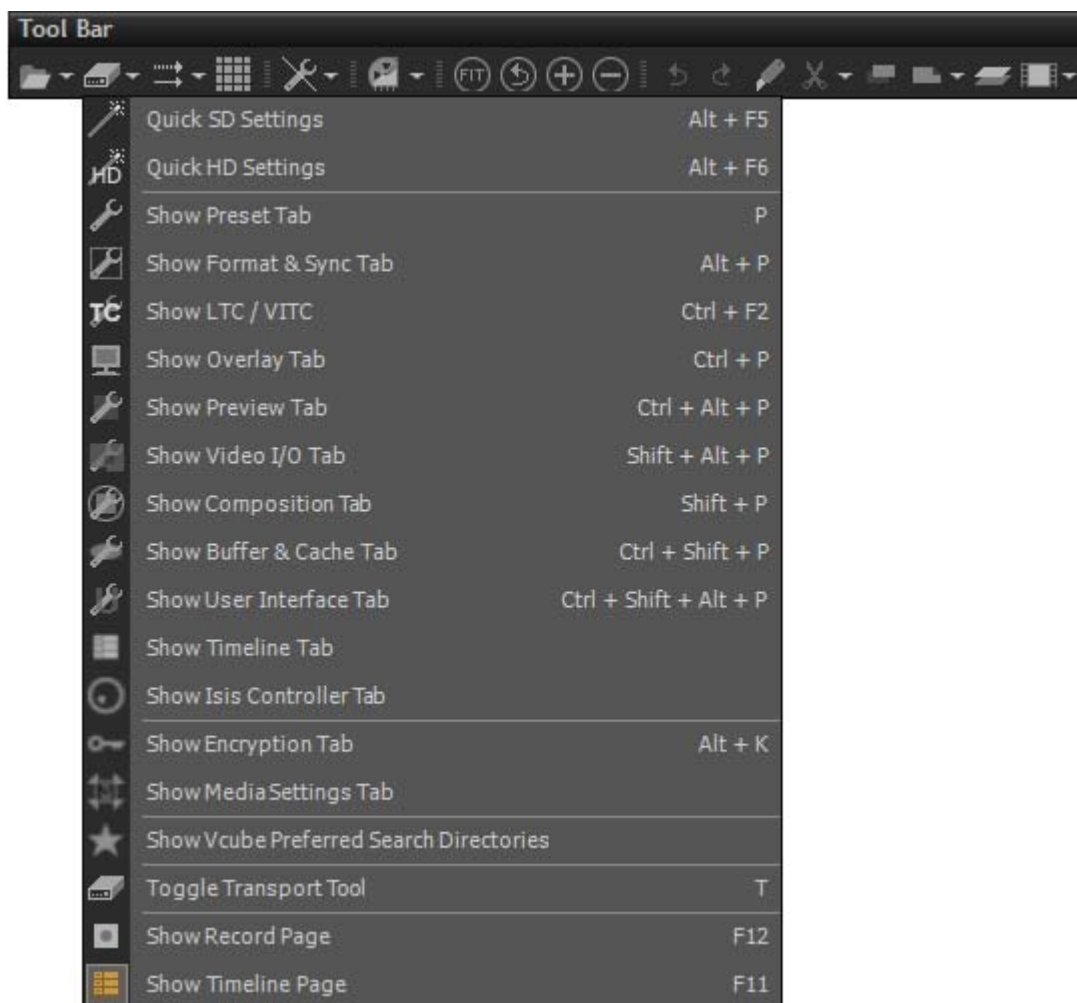 Tool Bar
FIT
Quick SD Settings Alt + F5
HD Quick HD Settings Alt + F6
Show Preset Tab P
Show Format & Sync Tab Alt + P
TC Show LTC / VITC Ctrl + F2
Show Overlay Tab Ctrl + P
Show Preview Tab Ctrl + Alt + P
Show Video I/O Tab Shift + Alt + P
Show Composition Tab Shift + P
Show Buffer & Cache Tab Ctrl + Shift + P
Show User Interface Tab Ctrl + Shift + Alt + P
Show Timeline Tab
Show Isis Controller Tab
Show Encryption Tab Alt + K
Show Media Settings Tab
Show Vcube Preferred Search Directories
Toggle Transport Tool T
Show Record Page F12
Show Timeline Page F11